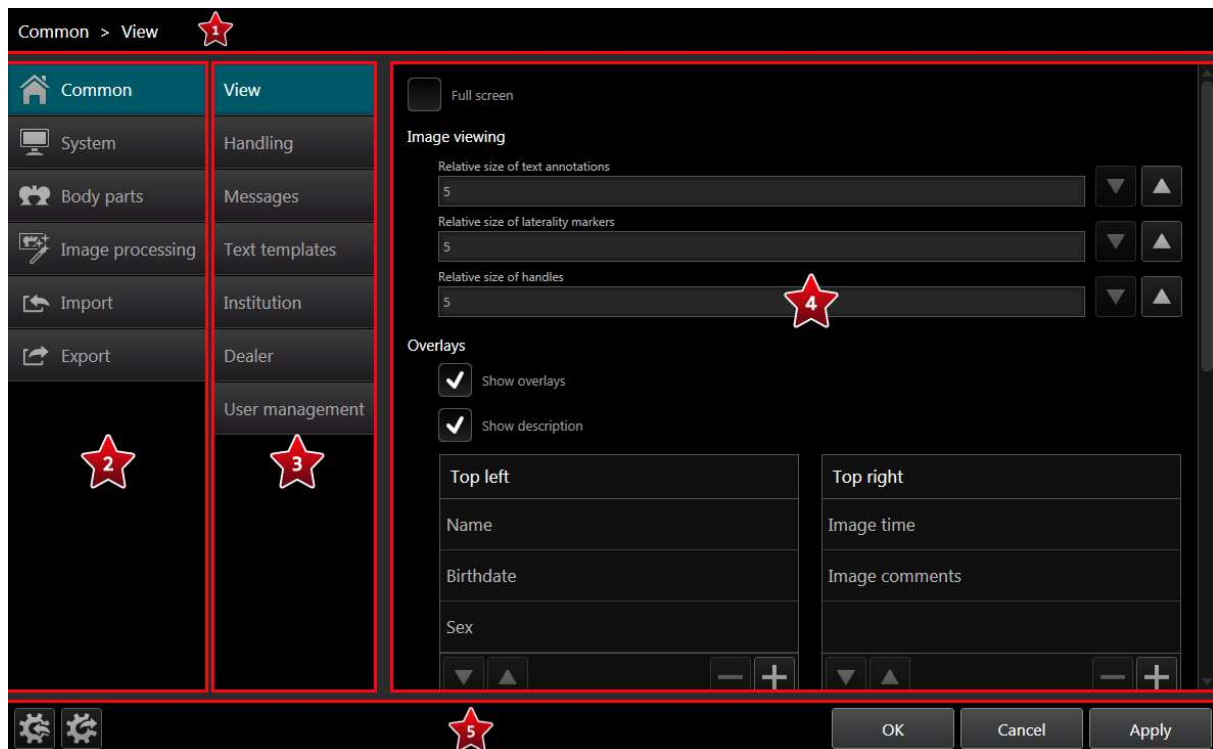 Common > View
1
Common
System
Body parts
Image processing
Import
Export
2
View
Handling
Messages
Text templates
Institution
Dealer
User management
3
Full screen
Image viewing
Relative size of text annotations
5
Relative size of laterality markers
5
Relative size of handles
5
4
Overlays
Show overlays
Show description
Top left
Name
Birthdate
Sex
Top right
Image time
Image comments
5
OK
Cancel
Apply